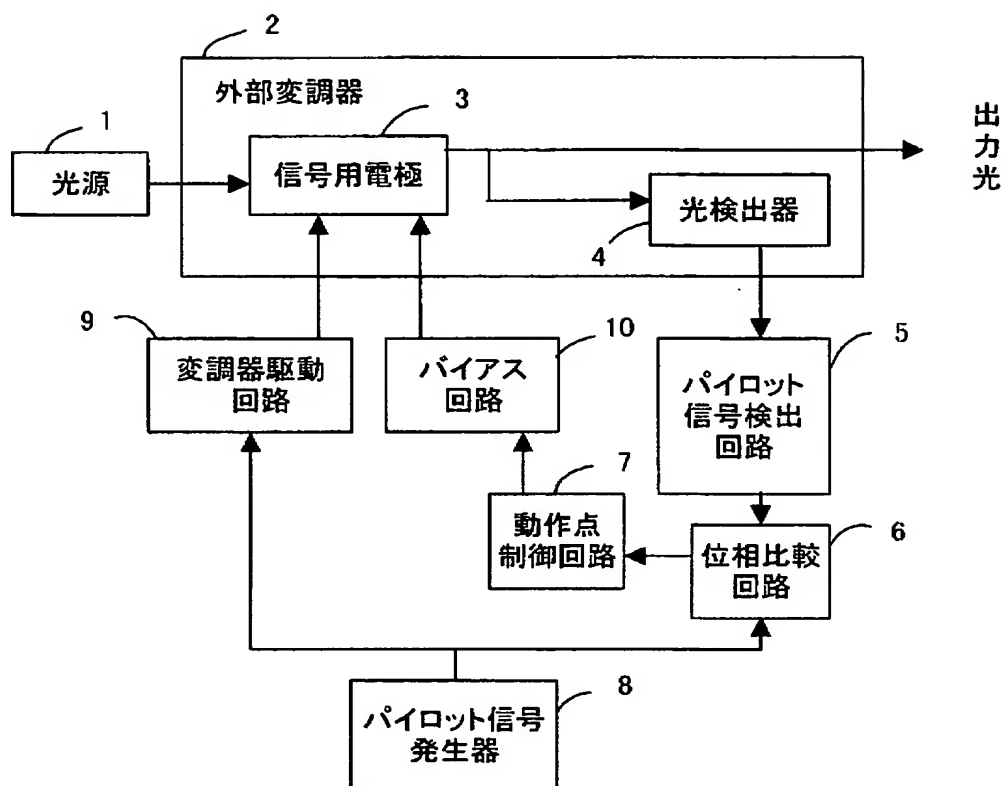 2
外部変調器
3
1
光源
信号用電極
出力光
光検出器
4
9
変調器駆動
回路
10
バイアス
回路
5
パイロット
信号検出
回路
7
動作点
制御回路
6
位相比較
回路
8
パイロット信号
発生器